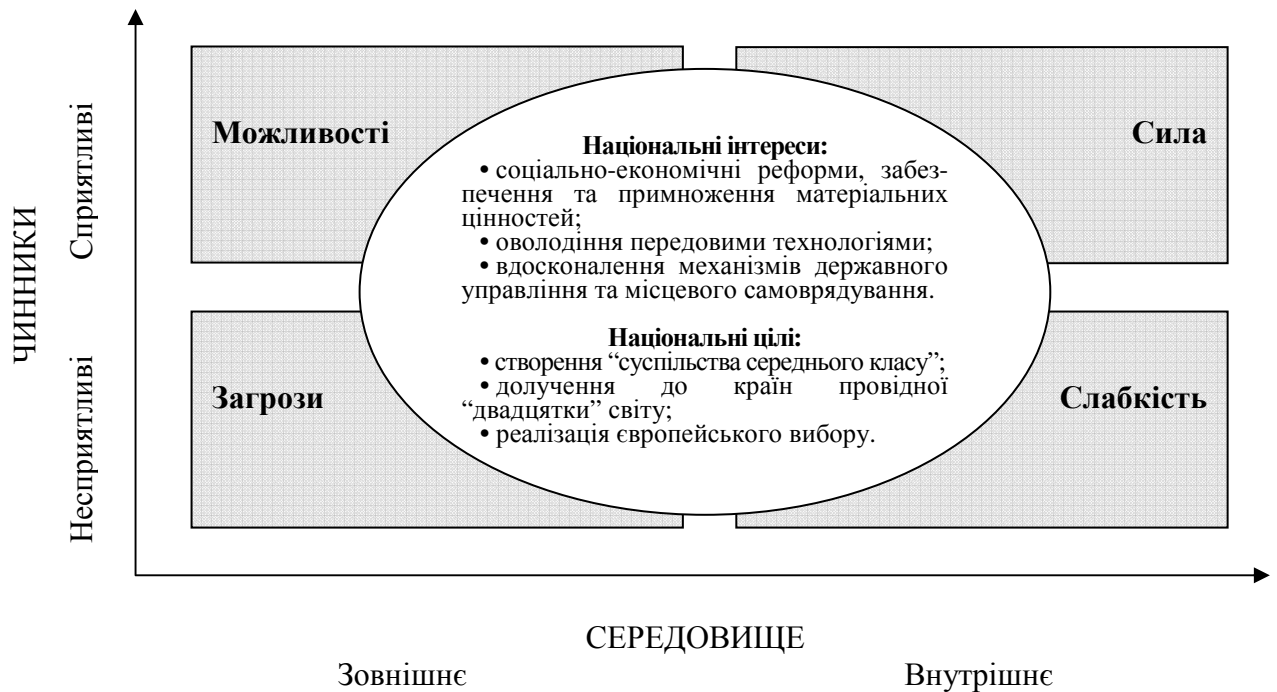 ЧИННИКИ
Сприятливі
Несприятливі
Можливості
Сила
Загрози
Слабкість
Національні інтереси:
• соціально-економічні реформи, забез-
печення та примноження матеріальних
цінностей;
• оволодіння передовими технологіями;
• вдосконалення механізмів державного
управління та місцевого самоврядування.
Національні цілі:
• створення “суспільства середнього класу”;
• долучення до країн провідної
“двадцятки” світу;
• реалізація європейського вибору.
СЕРЕДОВИЩЕ
Зовнішнє
Внутрішнє